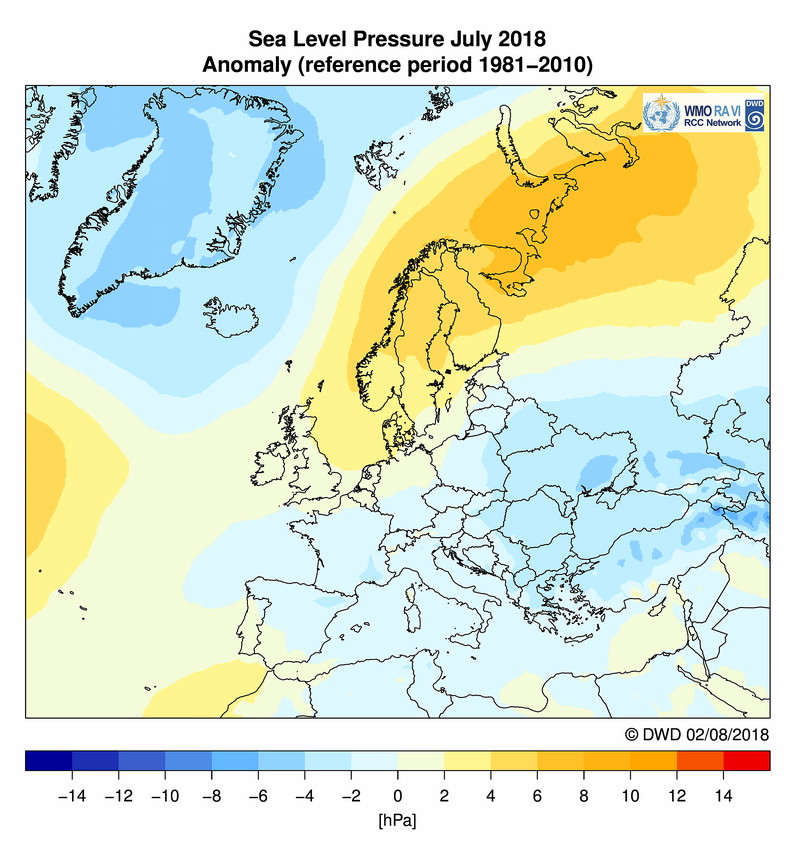 Sea Level Pressure July 2018
Anomaly (reference period 1981−2010)
WMO RA VI
RCC Network
DWD
© DWD 02/08/2018
−14 −12 −10 −8 −6 −4 −2 0 2 4 6 8 10 12 14
[hPa]